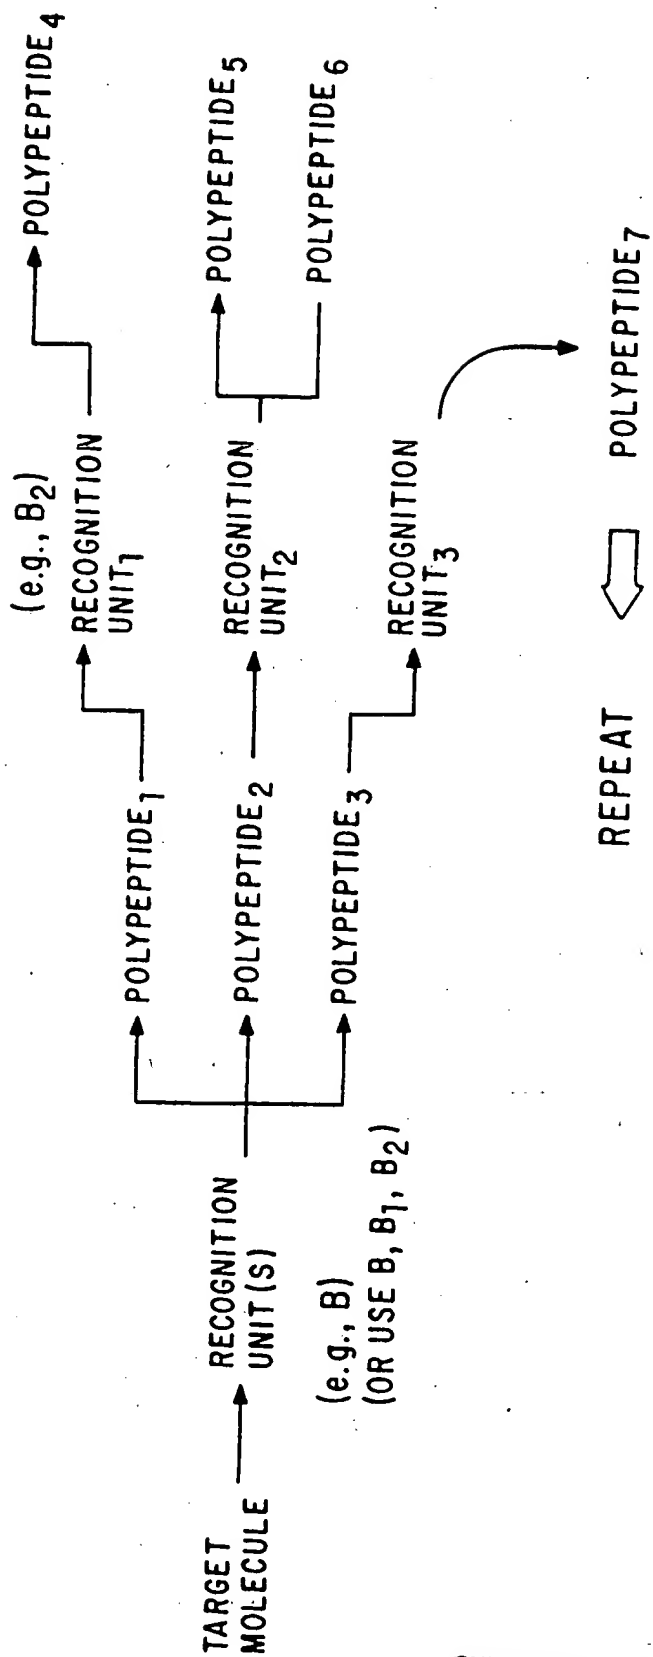 TARGET
MOLECULE
RECOGNITION
UNIT(S)
(e.g., B)
(OR USE B, B₁, B₂)
POLYPEPTIDE₁
POLYPEPTIDE₂
POLYPEPTIDE₃
(e.g., B₂)
RECOGNITION
UNIT₁
RECOGNITION
UNIT₂
RECOGNITION
UNIT₃
POLYPEPTIDE₄
POLYPEPTIDE₅
POLYPEPTIDE₆
POLYPEPTIDE₇
REPEAT